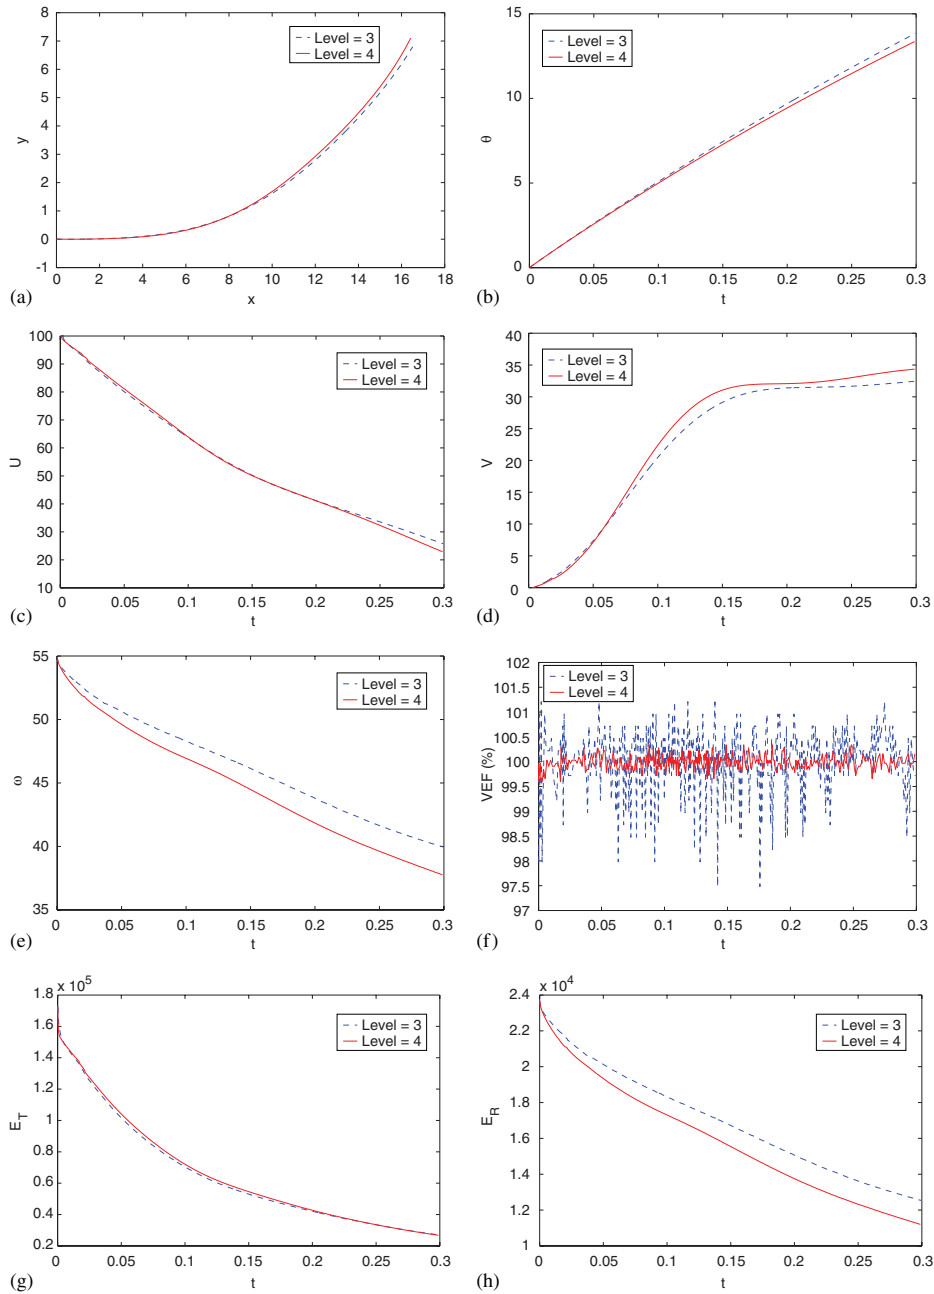 8
7
6
5
4
3
2
1
0
-1
y
Level = 3
Level = 4
0 2 4 6 8 10 12 14 16 18
x
(a)
15
10
5
0
θ
Level = 3
Level = 4
0 0.05 0.1 0.15 0.2 0.25 0.3
t
(b)
100
90
80
70
60
50
40
30
20
10
U
Level = 3
Level = 4
0 0.05 0.1 0.15 0.2 0.25 0.3
t
(c)
40
35
30
25
20
15
10
5
0
V
Level = 3
Level = 4
0 0.05 0.1 0.15 0.2 0.25 0.3
t
(d)
55
50
45
40
35
ω
Level = 3
Level = 4
0 0.05 0.1 0.15 0.2 0.25 0.3
t
(e)
102
101.5
101
100.5
100
99.5
99
98.5
98
97.5
97
VEF (%)
Level = 3
Level = 4
0 0.05 0.1 0.15 0.2 0.25 0.3
t
(f)
x 10^5
1.8
1.6
1.4
1.2
1
0.8
0.6
0.4
0.2
E_T
Level = 3
Level = 4
0 0.05 0.1 0.15 0.2 0.25 0.3
t
(g)
x 10^4
2.4
2.2
2
1.8
1.6
1.4
1.2
1
E_R
Level = 3
Level = 4
0 0.05 0.1 0.15 0.2 0.25 0.3
t
(h)